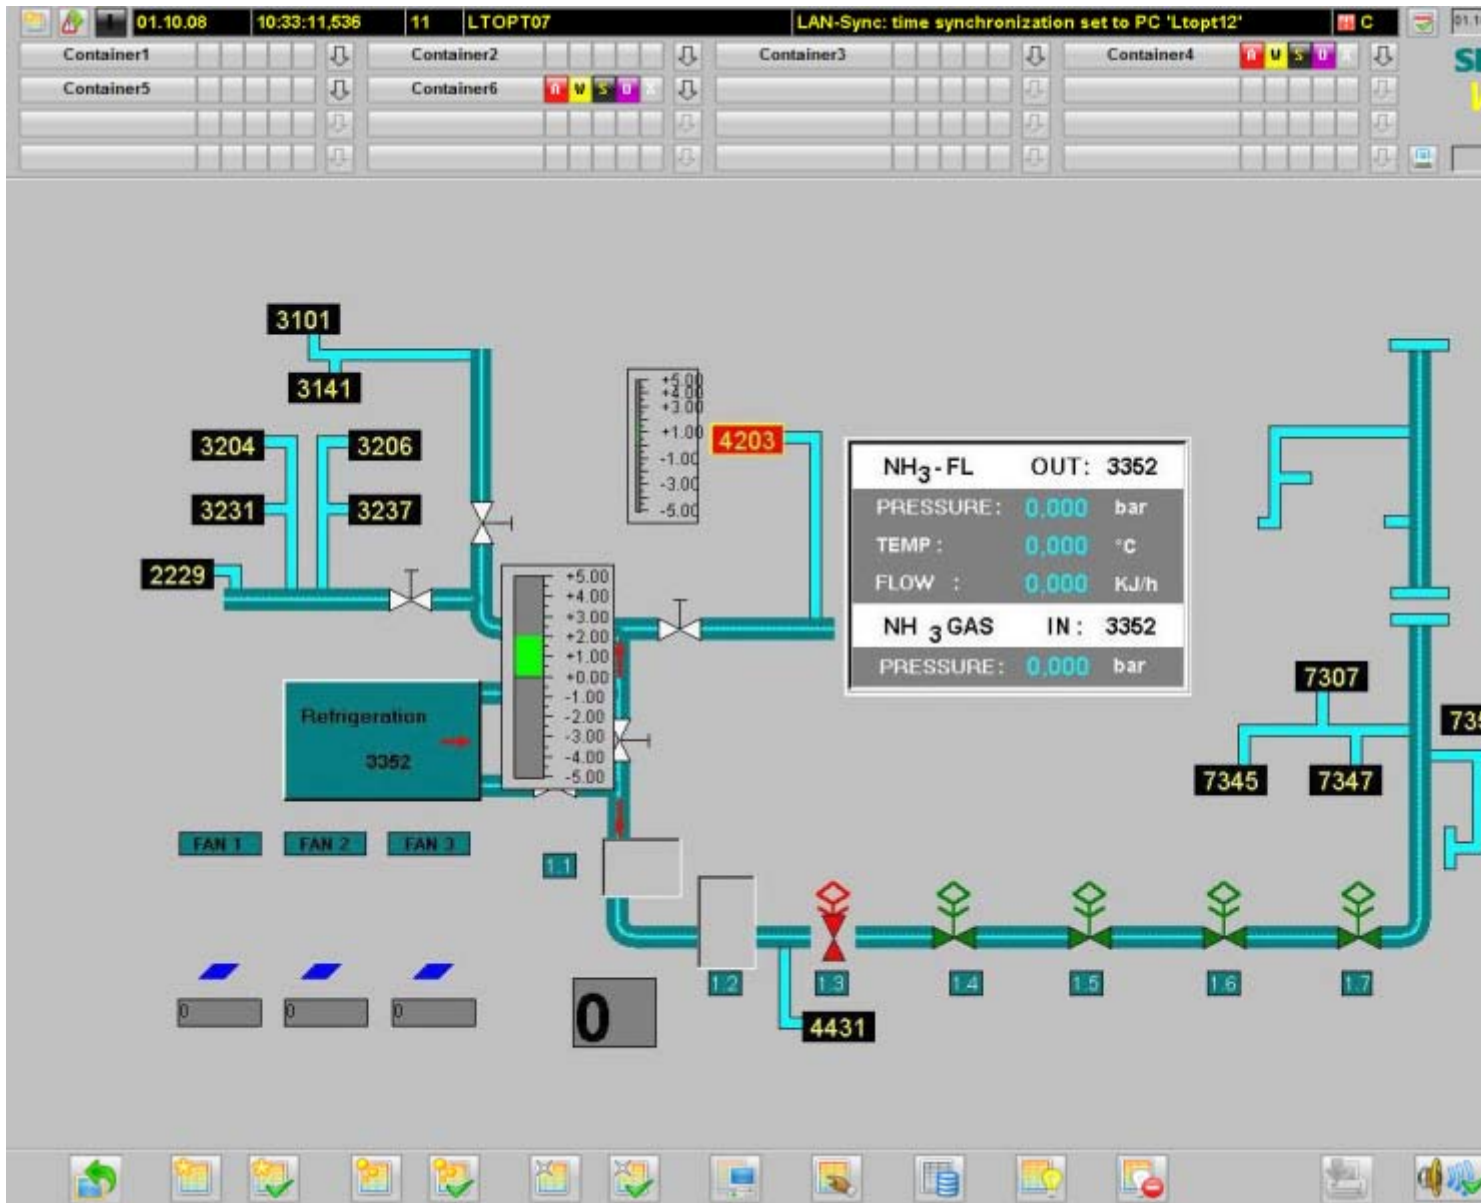 01.10.08 10:33:11,536 11 LTOPT07 LAN-Sync: time synchronization set to PC 'Ltopt12' C
Container1 Container2 Container3 Container4 A W S O X
Container5 Container6 A W S O X
3101
3141
3204 3206
3231 3237
2229
+5.00
+4.00
+3.00
+1.00
-1.00
-3.00
-5.00
4203
NH3-FL OUT: 3352
PRESSURE: 0,000 bar
TEMP: 0,000 °C
FLOW : 0,000 KJ/h
NH 3 GAS IN: 3352
PRESSURE: 0,000 bar
+5.00
+4.00
+3.00
+2.00
+1.00
+0.00
-1.00
-2.00
-3.00
-4.00
-5.00
Refrigeration
3352
7307
7345 7347
FAN 1 FAN 2 FAN 3
1.1
1.2 1.3 1.4 1.5 1.6 1.7
0 0 0
0
4431